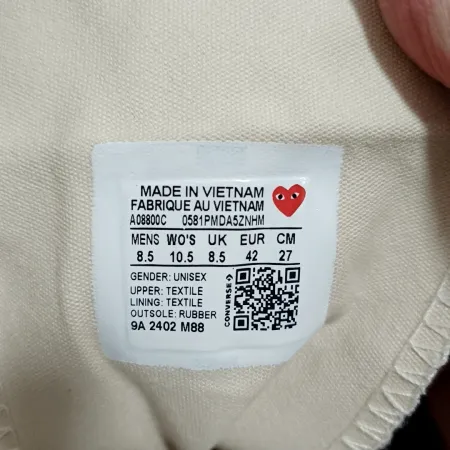 MADE IN VIETNAM
FABRIQUE AU VIETNAM
A08800C 0581PMDA5ZNHM
MENS WO'S UK EUR CM
8.5 10.5 8.5 42 27
GENDER: UNISEX
UPPER: TEXTILE
LINING: TEXTILE
OUTSOLE: RUBBER
9A 2402 M88
CONVERSE